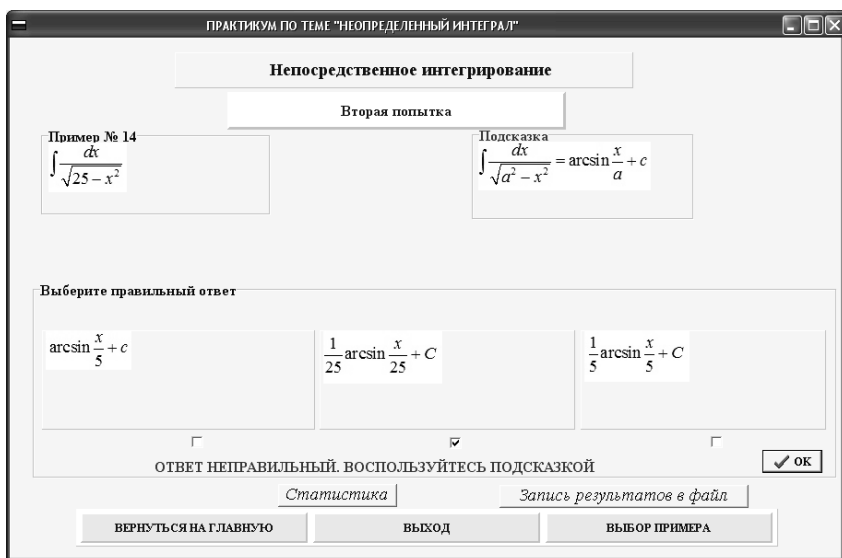 ПРАКТИКУМ ПО ТЕМЕ "НЕОПРЕДЕЛЕННЫЙ ИНТЕГРАЛ"
Непосредственное интегрирование
Вторая попытка
Пример № 14
∫ dx / √(25 − x²)
Подсказка
∫ dx / √(a² − x²) = arcsin x/a + c
Выберите правильный ответ
arcsin x/5 + c
1/25 arcsin x/25 + C
1/5 arcsin x/5 + C
ОТВЕТ НЕПРАВИЛЬНЫЙ. ВОСПОЛЬЗУЙТЕСЬ ПОДСКАЗКОЙ
ОК
Статистика
Запись результатов в файл
ВЕРНУТЬСЯ НА ГЛАВНУЮ
ВЫХОД
ВЫБОР ПРИМЕРА